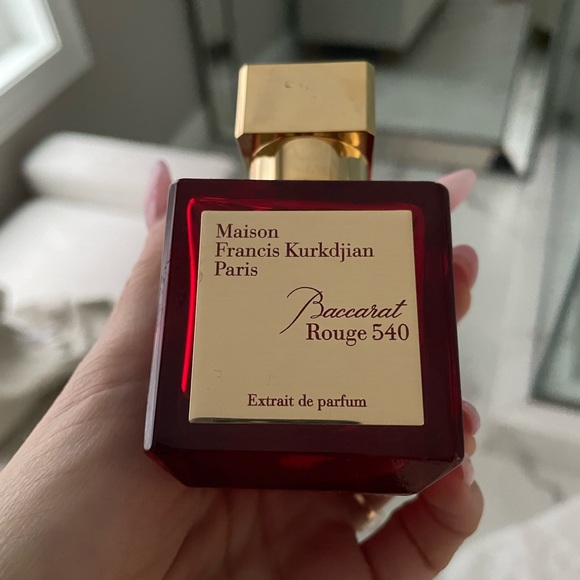 Maison
Francis Kurkdjian
Paris
Baccarat
Rouge 540
Extrait de parfum